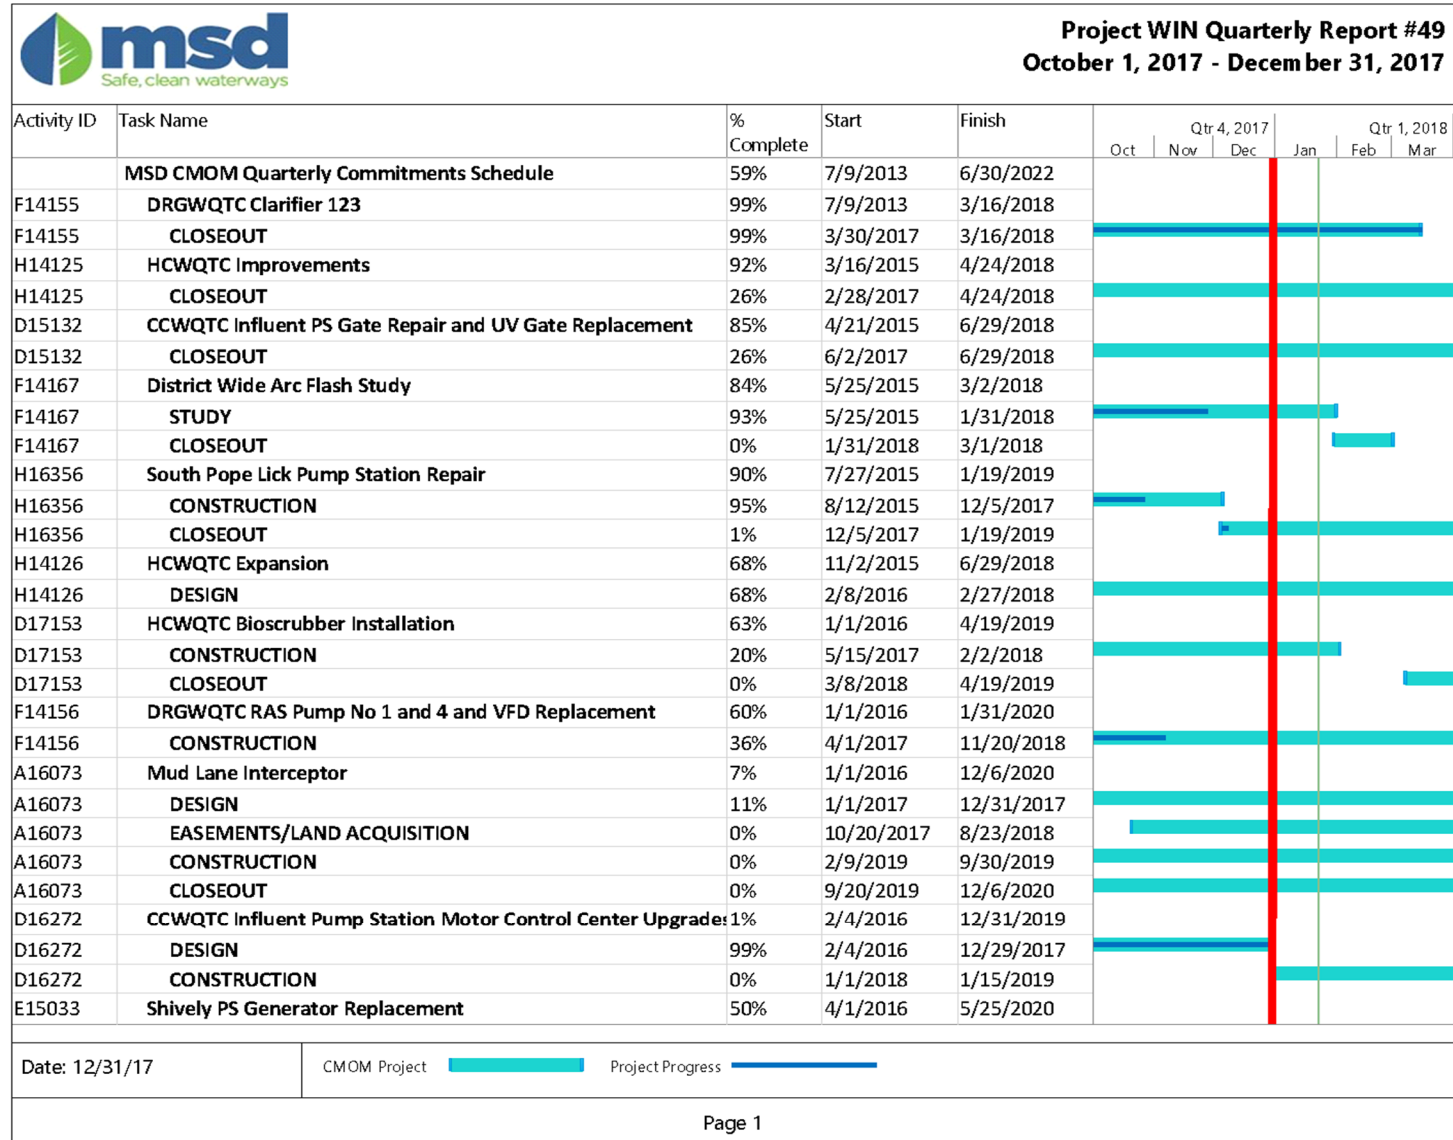 msd
Safe, clean waterways
Project WIN Quarterly Report #49
October 1, 2017 - December 31, 2017
Activity ID Task Name % Complete Start Finish
Qtr 4, 2017 Qtr 1, 2018
Oct Nov Dec Jan Feb Mar
MSD CMOM Quarterly Commitments Schedule 59% 7/9/2013 6/30/2022
F14155 DRGWQTC Clarifier 123 99% 7/9/2013 3/16/2018
F14155 CLOSEOUT 99% 3/30/2017 3/16/2018
H14125 HCWQTC Improvements 92% 3/16/2015 4/24/2018
H14125 CLOSEOUT 26% 2/28/2017 4/24/2018
D15132 CCWQTC Influent PS Gate Repair and UV Gate Replacement 85% 4/21/2015 6/29/2018
D15132 CLOSEOUT 26% 6/2/2017 6/29/2018
F14167 District Wide Arc Flash Study 84% 5/25/2015 3/2/2018
F14167 STUDY 93% 5/25/2015 1/31/2018
F14167 CLOSEOUT 0% 1/31/2018 3/1/2018
H16356 South Pope Lick Pump Station Repair 90% 7/27/2015 1/19/2019
H16356 CONSTRUCTION 95% 8/12/2015 12/5/2017
H16356 CLOSEOUT 1% 12/5/2017 1/19/2019
H14126 HCWQTC Expansion 68% 11/2/2015 6/29/2018
H14126 DESIGN 68% 2/8/2016 2/27/2018
D17153 HCWQTC Bioscrubber Installation 63% 1/1/2016 4/19/2019
D17153 CONSTRUCTION 20% 5/15/2017 2/2/2018
D17153 CLOSEOUT 0% 3/8/2018 4/19/2019
F14156 DRGWQTC RAS Pump No 1 and 4 and VFD Replacement 60% 1/1/2016 1/31/2020
F14156 CONSTRUCTION 36% 4/1/2017 11/20/2018
A16073 Mud Lane Interceptor 7% 1/1/2016 12/6/2020
A16073 DESIGN 11% 1/1/2017 12/31/2017
A16073 EASEMENTS/LAND ACQUISITION 0% 10/20/2017 8/23/2018
A16073 CONSTRUCTION 0% 2/9/2019 9/30/2019
A16073 CLOSEOUT 0% 9/20/2019 12/6/2020
D16272 CCWQTC Influent Pump Station Motor Control Center Upgrades 1% 2/4/2016 12/31/2019
D16272 DESIGN 99% 2/4/2016 12/29/2017
D16272 CONSTRUCTION 0% 1/1/2018 1/15/2019
E15033 Shively PS Generator Replacement 50% 4/1/2016 5/25/2020
Date: 12/31/17 CMOM Project Project Progress
Page 1